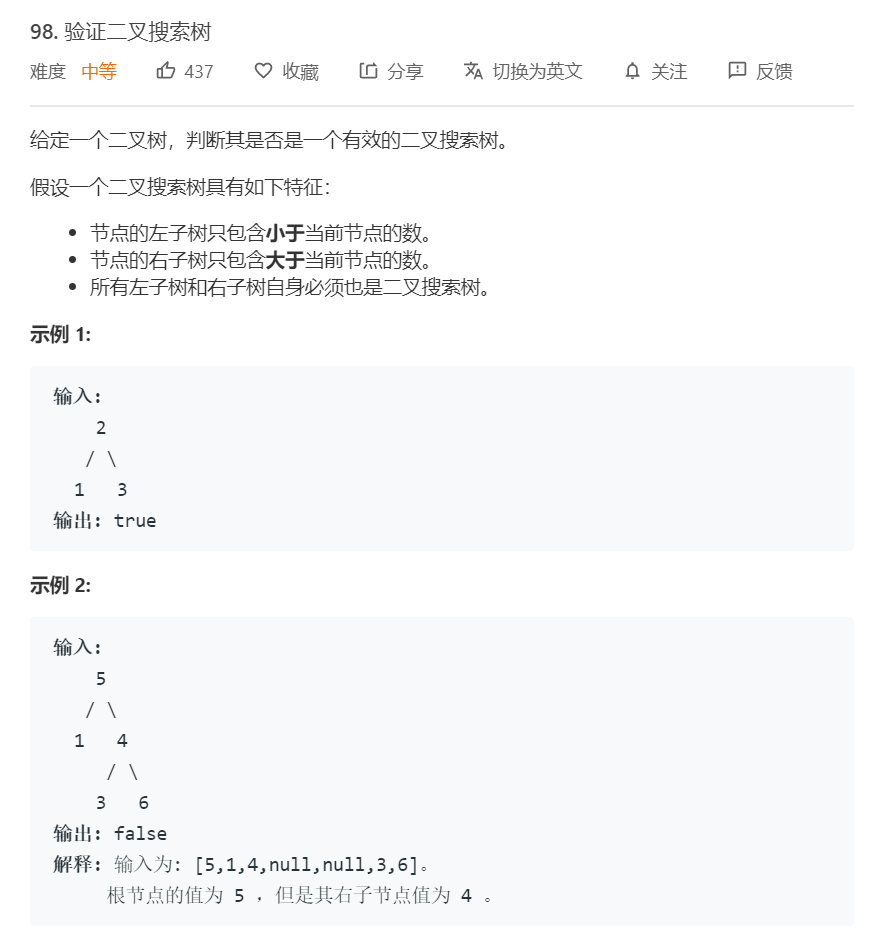 98. 验证二叉搜索树
难度 中等 437 收藏 分享 切换为英文 关注 反馈
给定一个二叉树，判断其是否是一个有效的二叉搜索树。
假设一个二叉搜索树具有如下特征：
• 节点的左子树只包含小于当前节点的数。
• 节点的右子树只包含大于当前节点的数。
• 所有左子树和右子树自身必须也是二叉搜索树。
示例 1:
输入:
2
/ \
1 3
输出: true
示例 2:
输入:
5
/ \
1 4
/ \
3 6
输出: false
解释: 输入为: [5,1,4,null,null,3,6]。
根节点的值为 5 ，但是其右子节点值为 4 。